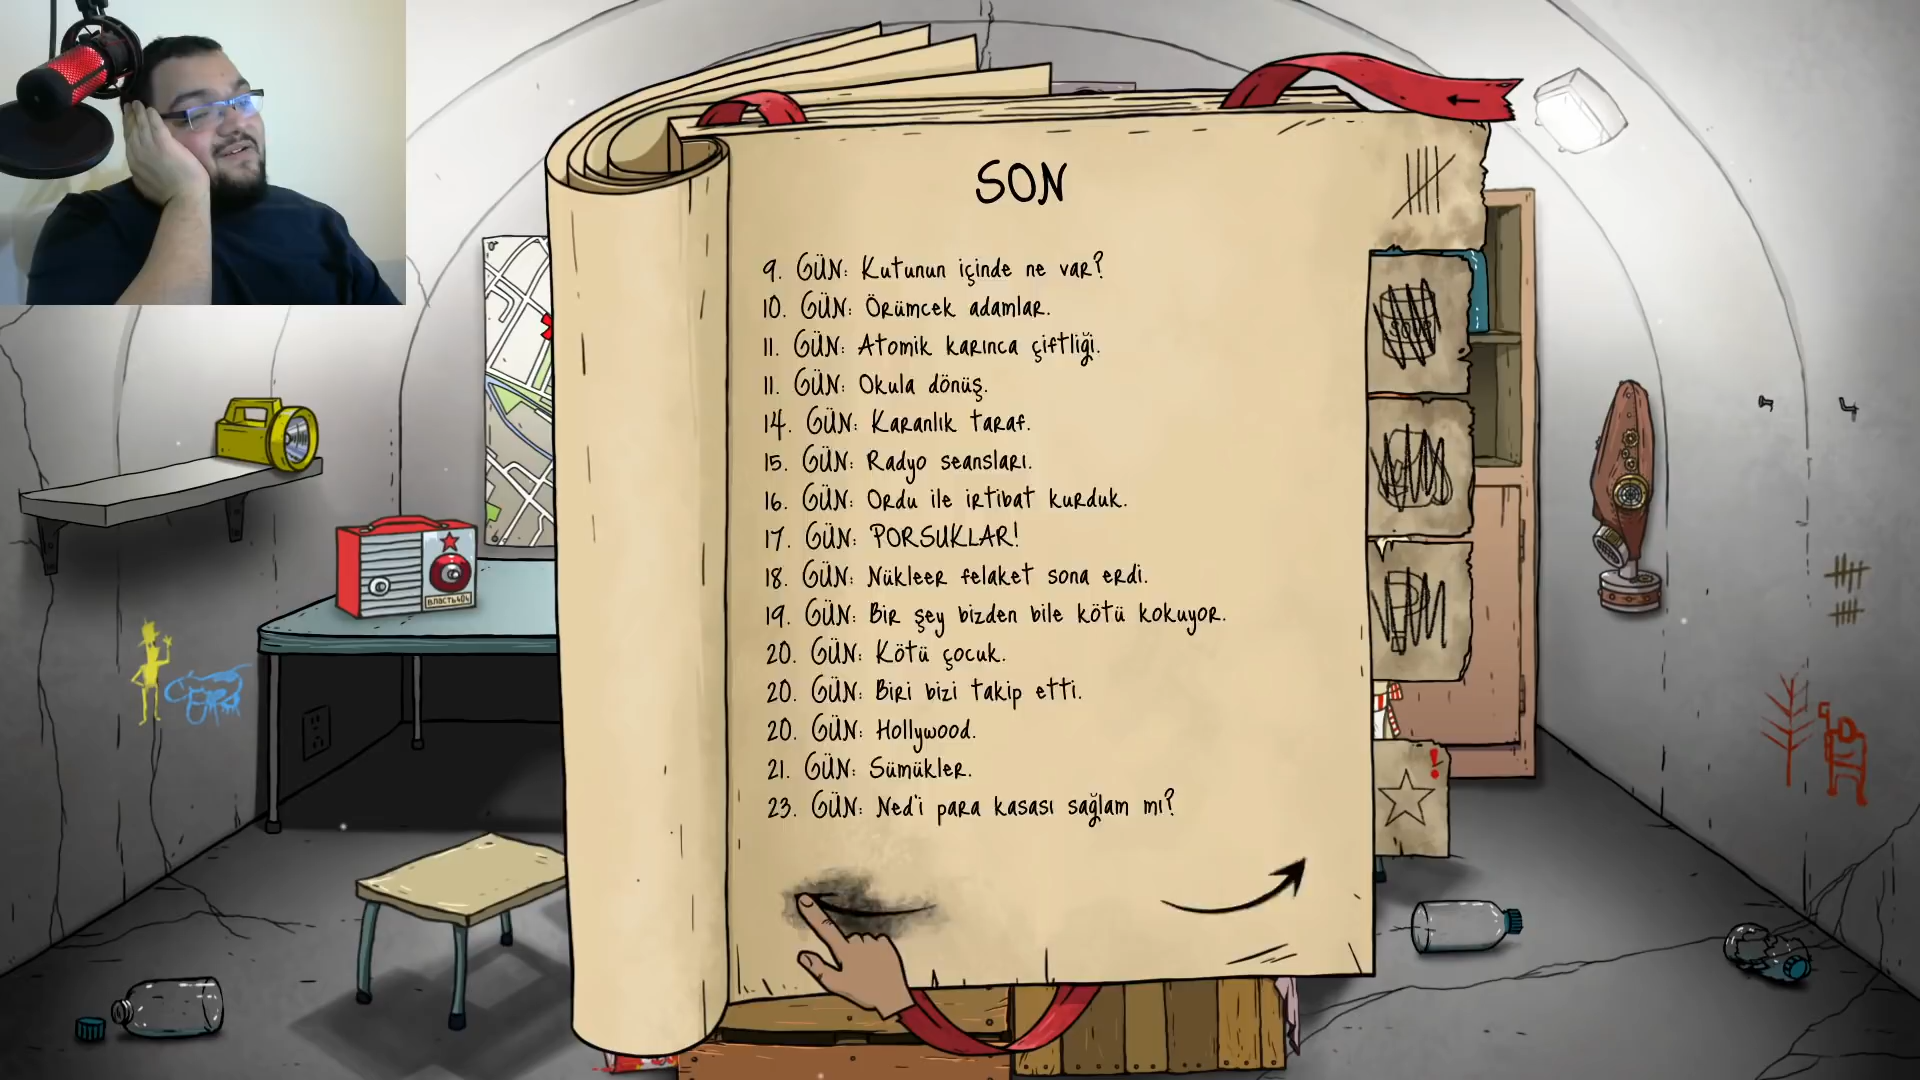 SON
9. GÜN: Kutunun içinde ne var?
10. GÜN: Örümcek adamlar.
11. GÜN: Atomik karınca çiftliği.
11. GÜN: Okula dönüş.
14. GÜN: Karanlık taraf.
15. GÜN: Radyo seansları.
16. GÜN: Ordu ile irtibat kurduk.
17. GÜN: PORSUKLAR!
18. GÜN: Nükleer felaket sona erdi.
19. GÜN: Bir şey bizden bile kötü kokuyor.
20. GÜN: Kötü çocuk.
20. GÜN: Biri bizi takip etti.
20. GÜN: Hollywood.
21. GÜN: Sümükler.
23. GÜN: Ned'i para kasası sağlam mı?
!